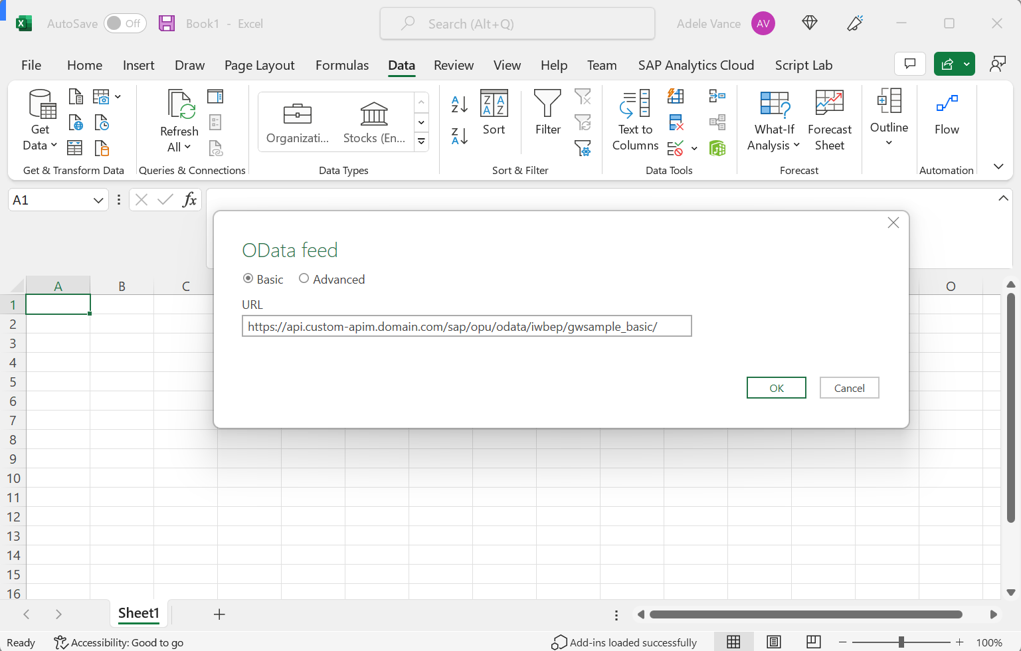 AutoSave Off Book1 - Excel Search (Alt+Q) Adele Vance AV
File Home Insert Draw Page Layout Formulas Data Review View Help Team SAP Analytics Cloud Script Lab
Get Data
Refresh All
Organizati...
Stocks (En...
Sort
Filter
Text to Columns
What-If Analysis
Forecast Sheet
Outline
Flow
Get & Transform Data
Queries & Connections
Data Types
Sort & Filter
Data Tools
Forecast
Automation
A1 fx
OData feed
Basic Advanced
URL
https://api.custom-apim.domain.com/sap/opu/odata/iwbep/gwsample_basic/
OK Cancel
A B C O
1
2
3
4
5
6
7
8
9
10
11
12
13
14
15
16
Sheet1
Ready Accessibility: Good to go Add-ins loaded successfully 100%